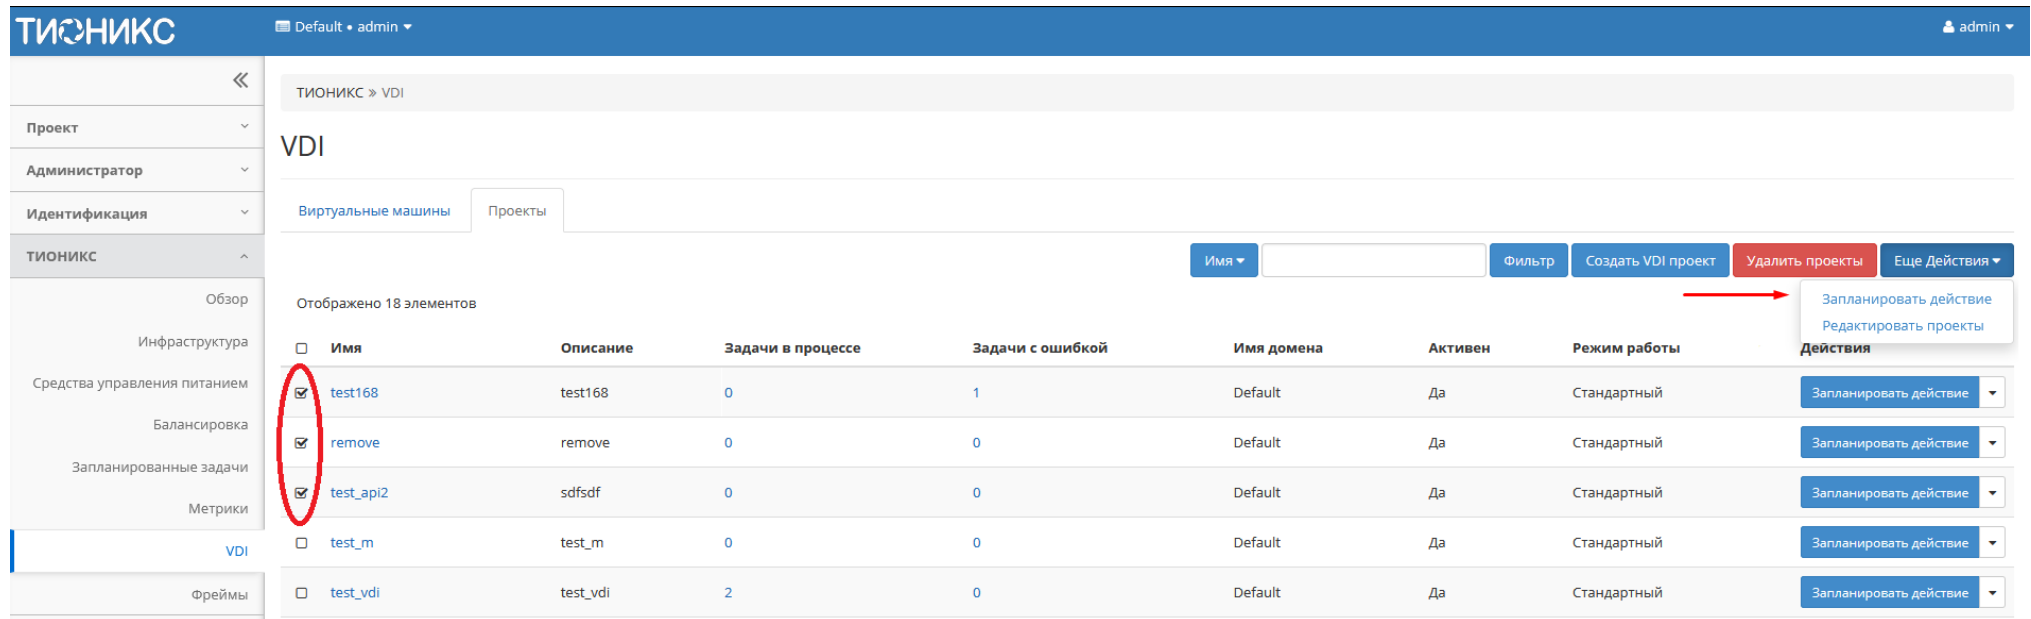 ТИОНИКС
Default • admin
admin
ТИОНИКС » VDI
Проект
Администратор
Идентификация
ТИОНИКС
Обзор
Инфраструктура
Средства управления питанием
Балансировка
Запланированные задачи
Метрики
VDI
Фреймы
VDI
Виртуальные машины Проекты
Имя Фильтр Создать VDI проект Удалить проекты Еще Действия
Запланировать действие
Редактировать проекты
Отображено 18 элементов
Имя Описание Задачи в процессе Задачи с ошибкой Имя домена Активен Режим работы Действия
test168 test168 0 1 Default Да Стандартный Запланировать действие
remove remove 0 0 Default Да Стандартный Запланировать действие
test_api2 sdfsdf 0 0 Default Да Стандартный Запланировать действие
test_m test_m 0 0 Default Да Стандартный Запланировать действие
test_vdi test_vdi 2 0 Default Да Стандартный Запланировать действие